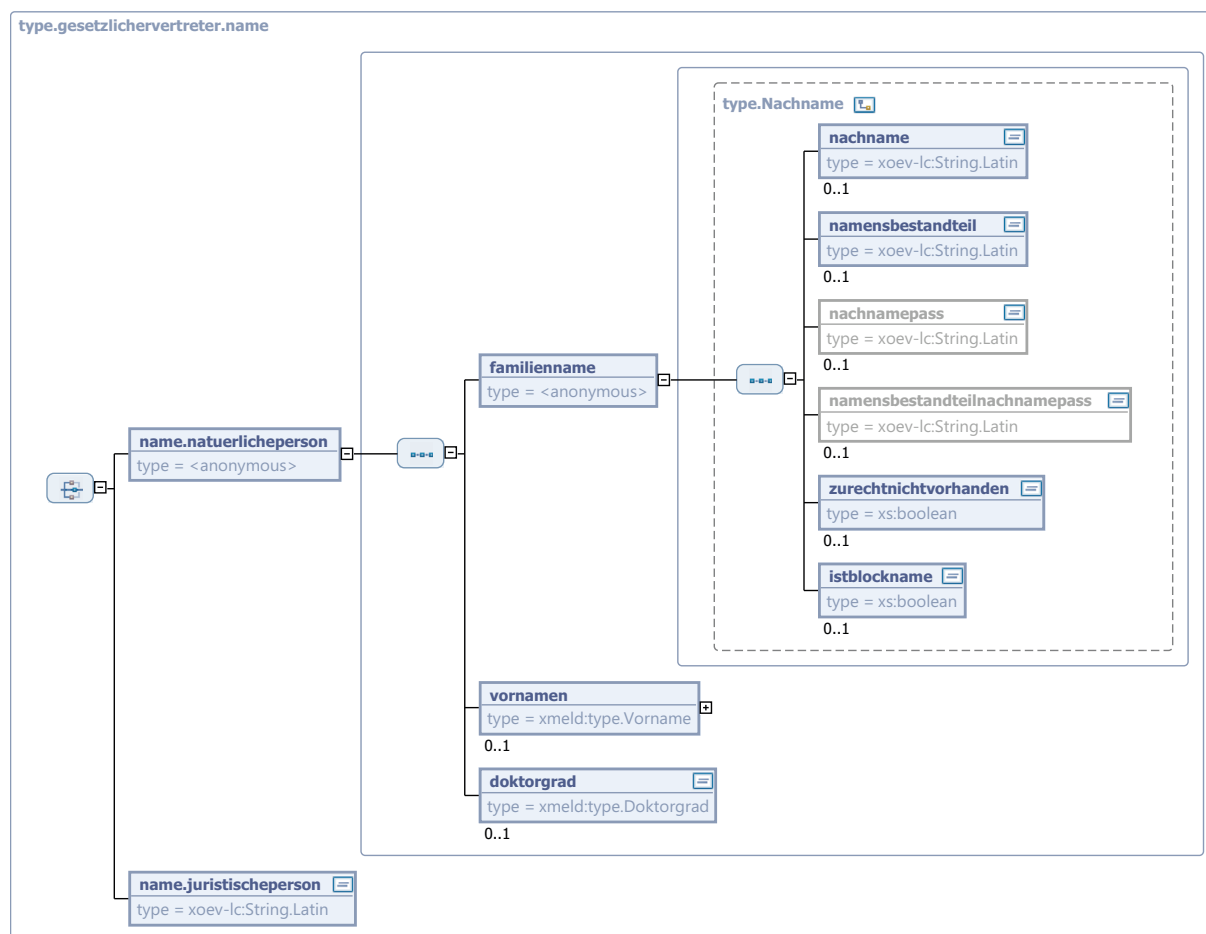 type.gesetzlichervertreter.name
type.Nachname
nachname
type = xoev-lc:String.Latin
0..1
namensbestandteil
type = xoev-lc:String.Latin
0..1
nachnamepass
type = xoev-lc:String.Latin
0..1
familienname
type = <anonymous>
namensbestandteilnachnamepass
type = xoev-lc:String.Latin
0..1
name.natuerlicheperson
type = <anonymous>
zurechtnichtvorhanden
type = xs:boolean
0..1
istblockname
type = xs:boolean
0..1
vornamen
type = xmeld:type.Vorname
0..1
doktorgrad
type = xmeld:type.Doktorgrad
0..1
name.juristischeperson
type = xoev-lc:String.Latin